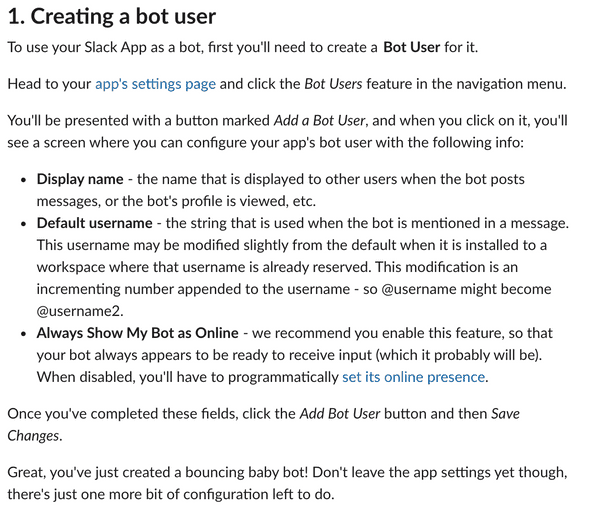 1. Creating a bot user
To use your Slack App as a bot, first you'll need to create a Bot User for it.
Head to your app's settings page and click the Bot Users feature in the navigation menu.
You'll be presented with a button marked Add a Bot User, and when you click on it, you'll
see a screen where you can configure your app's bot user with the following info:
• Display name - the name that is displayed to other users when the bot posts
messages, or the bot's profile is viewed, etc.
• Default username - the string that is used when the bot is mentioned in a message.
This username may be modified slightly from the default when it is installed to a
workspace where that username is already reserved. This modification is an
incrementing number appended to the username - so @username might become
@username2.
• Always Show My Bot as Online - we recommend you enable this feature, so that
your bot always appears to be ready to receive input (which it probably will be).
When disabled, you'll have to programmatically set its online presence.
Once you've completed these fields, click the Add Bot User button and then Save
Changes.
Great, you've just created a bouncing baby bot! Don't leave the app settings yet though,
there's just one more bit of configuration left to do.